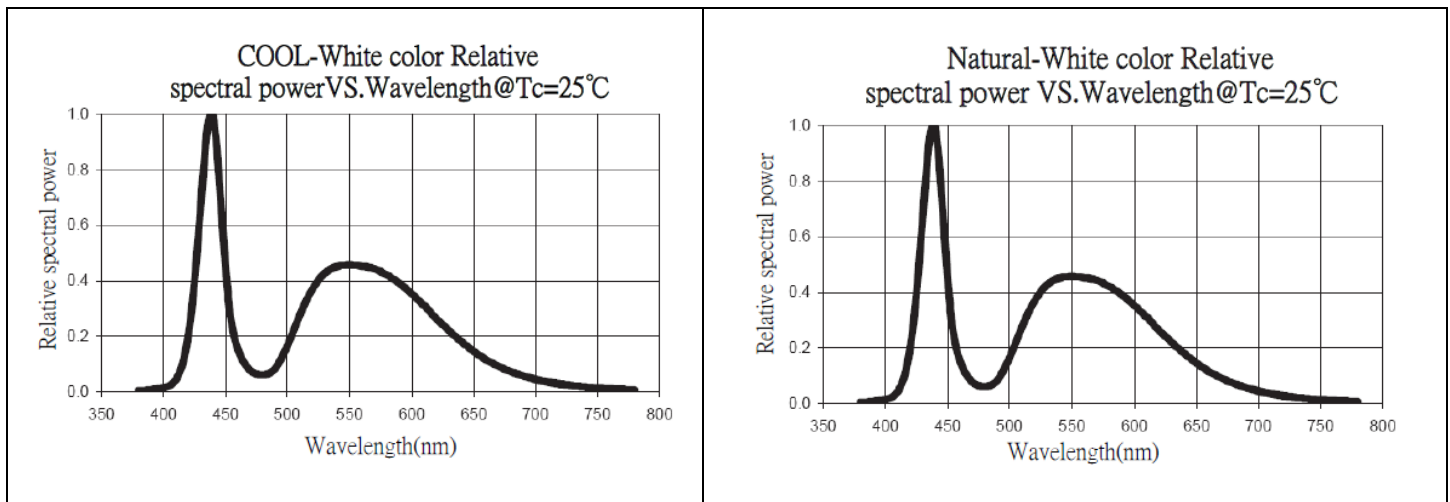 COOL-White color Relative
spectral powerVS.Wavelength@Tc=25℃
1.0
0.8
0.6
0.4
0.2
0.0
Relative spectral power
350 400 450 500 550 600 650 700 750 800
Wavelength(nm)
Natural-White color Relative
spectral power VS.Wavelength@Tc=25℃
1.0
0.8
0.6
0.4
0.2
0.0
Relative spectral power
350 400 450 500 550 600 650 700 750 800
Wavelength(nm)